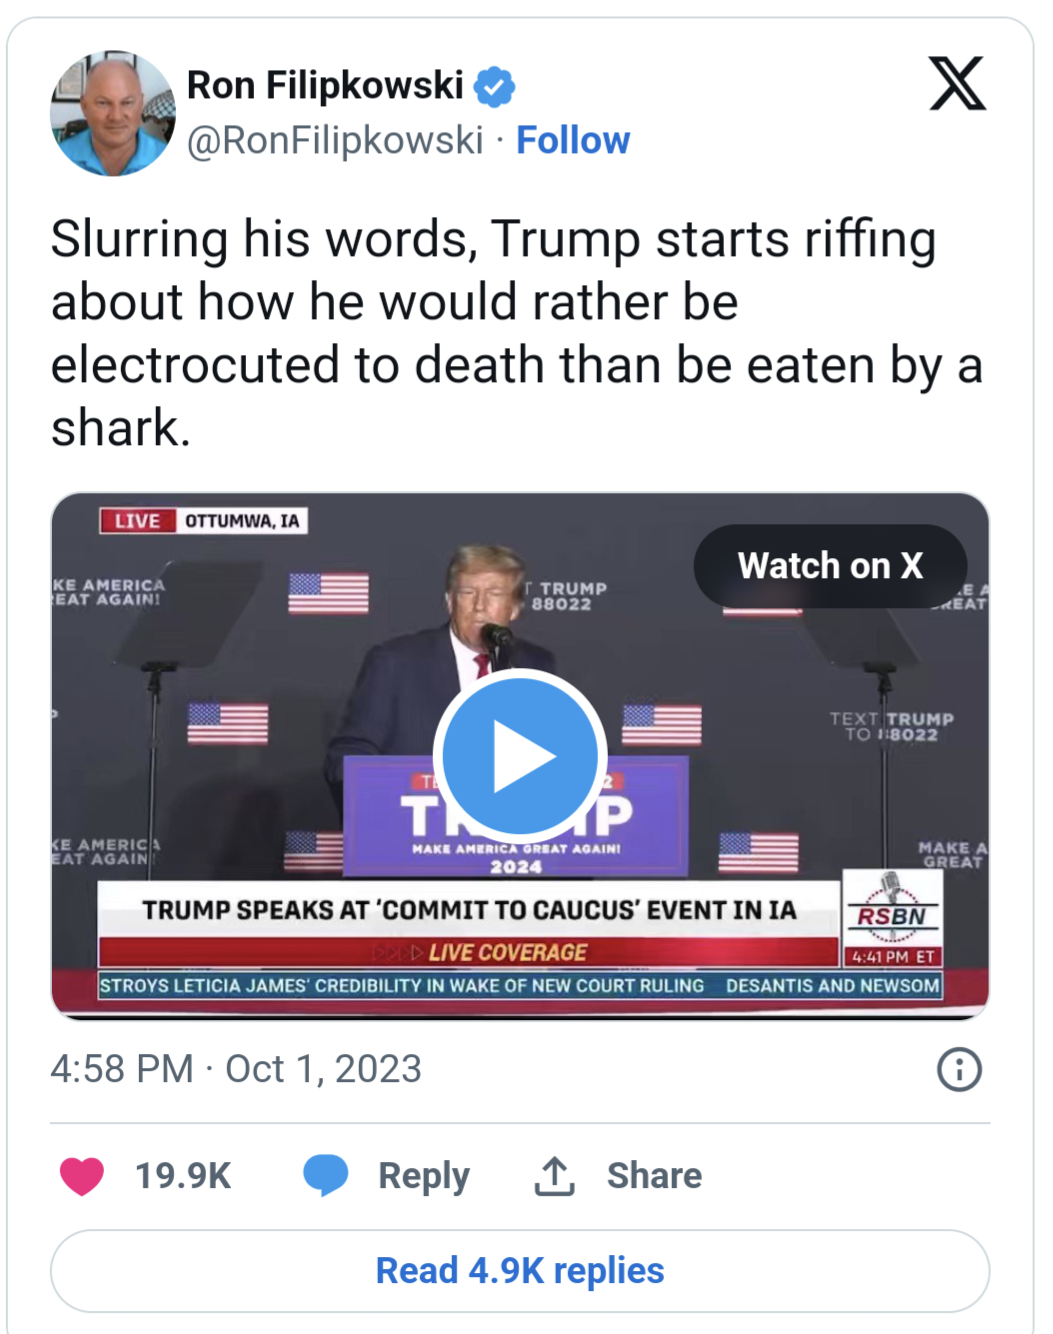 Ron Filipkowski
@RonFilipkowski · Follow
Slurring his words, Trump starts riffing
about how he would rather be
electrocuted to death than be eaten by a
shark.
LIVE OTTUMWA, IA
Watch on X
KE AMERICA
EAT AGAIN!
T TRUMP
88022
E A
REAT
TEXT TRUMP
TO 88022
KE AMERICA
EAT AGAIN
MAKE A
GREAT
TE 2
TR MP
MAKE AMERICA GREAT AGAIN!
2024
TRUMP SPEAKS AT 'COMMIT TO CAUCUS' EVENT IN IA
LIVE COVERAGE
RSBN
4:41 PM ET
STROYS LETICIA JAMES' CREDIBILITY IN WAKE OF NEW COURT RULING DESANTIS AND NEWSOM
4:58 PM · Oct 1, 2023
19.9K Reply Share
Read 4.9K replies